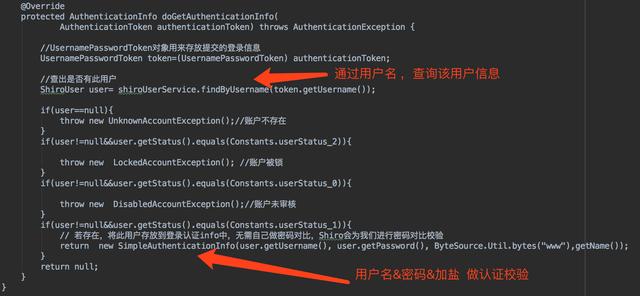 @Override
protected AuthenticationInfo doGetAuthenticationInfo(
AuthenticationToken authenticationToken) throws AuthenticationException {
//UsernamePasswordToken对象用来存放提交的登录信息
UsernamePasswordToken token=(UsernamePasswordToken) authenticationToken;
//查出是否有此用户
通过用户名 ，查询该用户信息
ShiroUser user= shiroUserService.findByUsername(token.getUsername());
if(user==null){
throw new UnknownAccountException();//账户不存在
}
if(user!=null&&user.getStatus().equals(Constants.userStatus_2)){
throw new LockedAccountException(); //账户被锁
}
if(user!=null&&user.getStatus().equals(Constants.userStatus_0)){
throw new DisabledAccountException();//账户未审核
}
if(user!=null&&user.getStatus().equals(Constants.userStatus_1)){
// 若存在，将此用户存放到登录认证info中，无需自己做密码对比，Shiro会为我们进行密码对比校验
return new SimpleAuthenticationInfo(user.getUsername(), user.getPassword(), ByteSource.Util.bytes("www"),getName());
}
用户名&密码&加盐 做认证校验
return null;
}
}